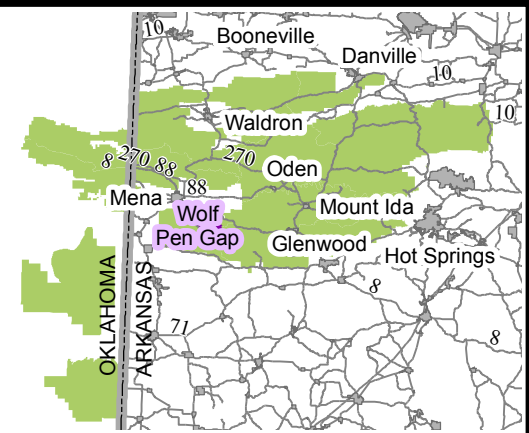 10
Booneville
Danville
10
10
Waldron
8
270
88
270
Oden
88
Mena
Wolf
Pen Gap
Mount Ida
Glenwood
Hot Springs
8
71
8
OKLAHOMA
ARKANSAS